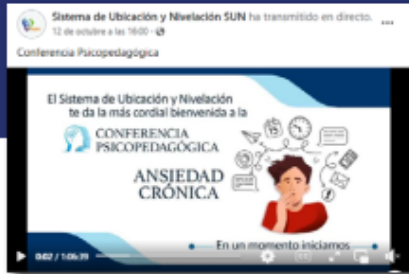 Sistema de Ubicación y Nivelación SUN ha transmitido en directo.
12 de octubre a las 16:00 ·
Conferencia Psicopedagógica
El Sistema de Ubicación y Nivelación
te da la más cordial bienvenida a la
CONFERENCIA
PSICOPEDAGÓGICA
ANSIEDAD
CRÓNICA
En un momento iniciamos
0:02 / 1:06:39